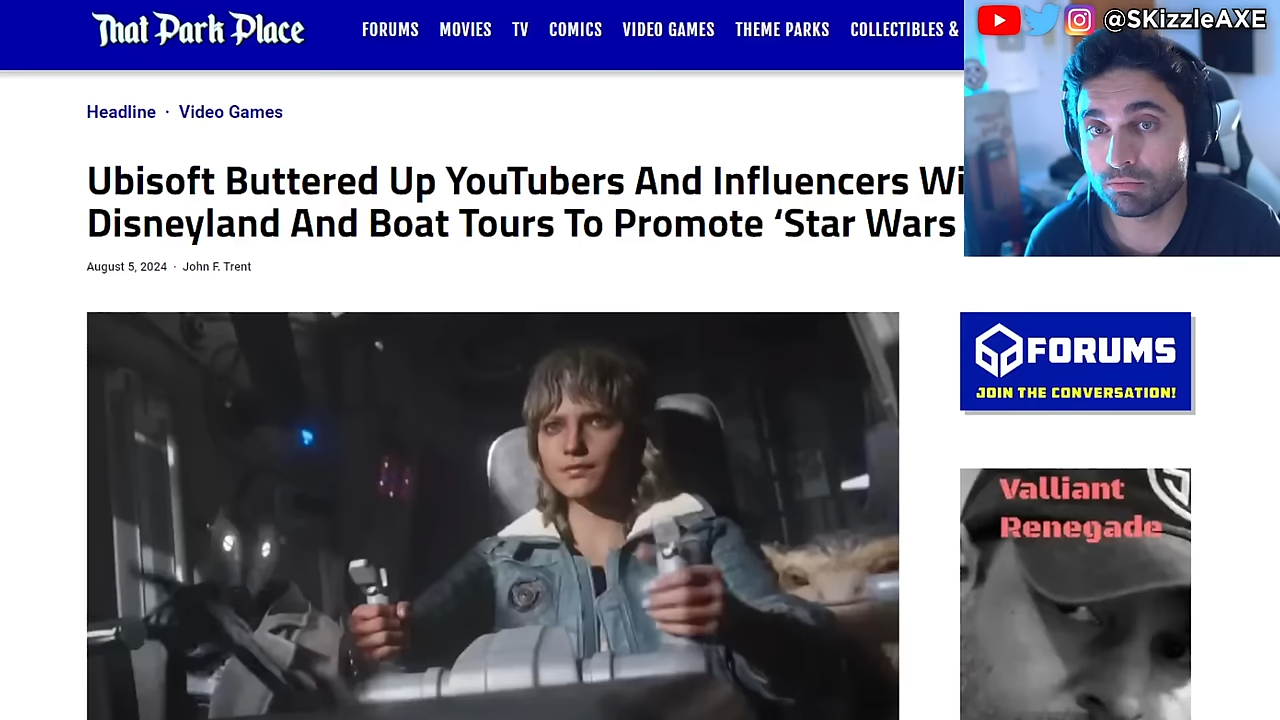 That Park Place
FORUMS MOVIES TV COMICS VIDEO GAMES THEME PARKS COLLECTIBLES &
@SKizzleAXE
Headline · Video Games
Ubisoft Buttered Up YouTubers And Influencers Wi
Disneyland And Boat Tours To Promote ‘Star Wars
August 5, 2024 · John F. Trent
FORUMS
JOIN THE CONVERSATION!
Valliant
Renegade